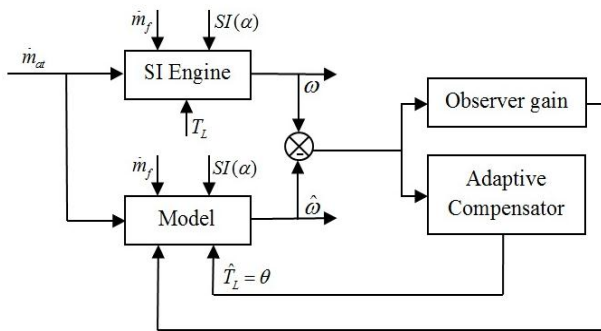 ṁ_f
SI(α)
ṁ_at
SI Engine
ω
T_L
Observer gain
-
ṁ_f
SI(α)
Adaptive
Compensator
Model
ω̂
T̂_L = θ